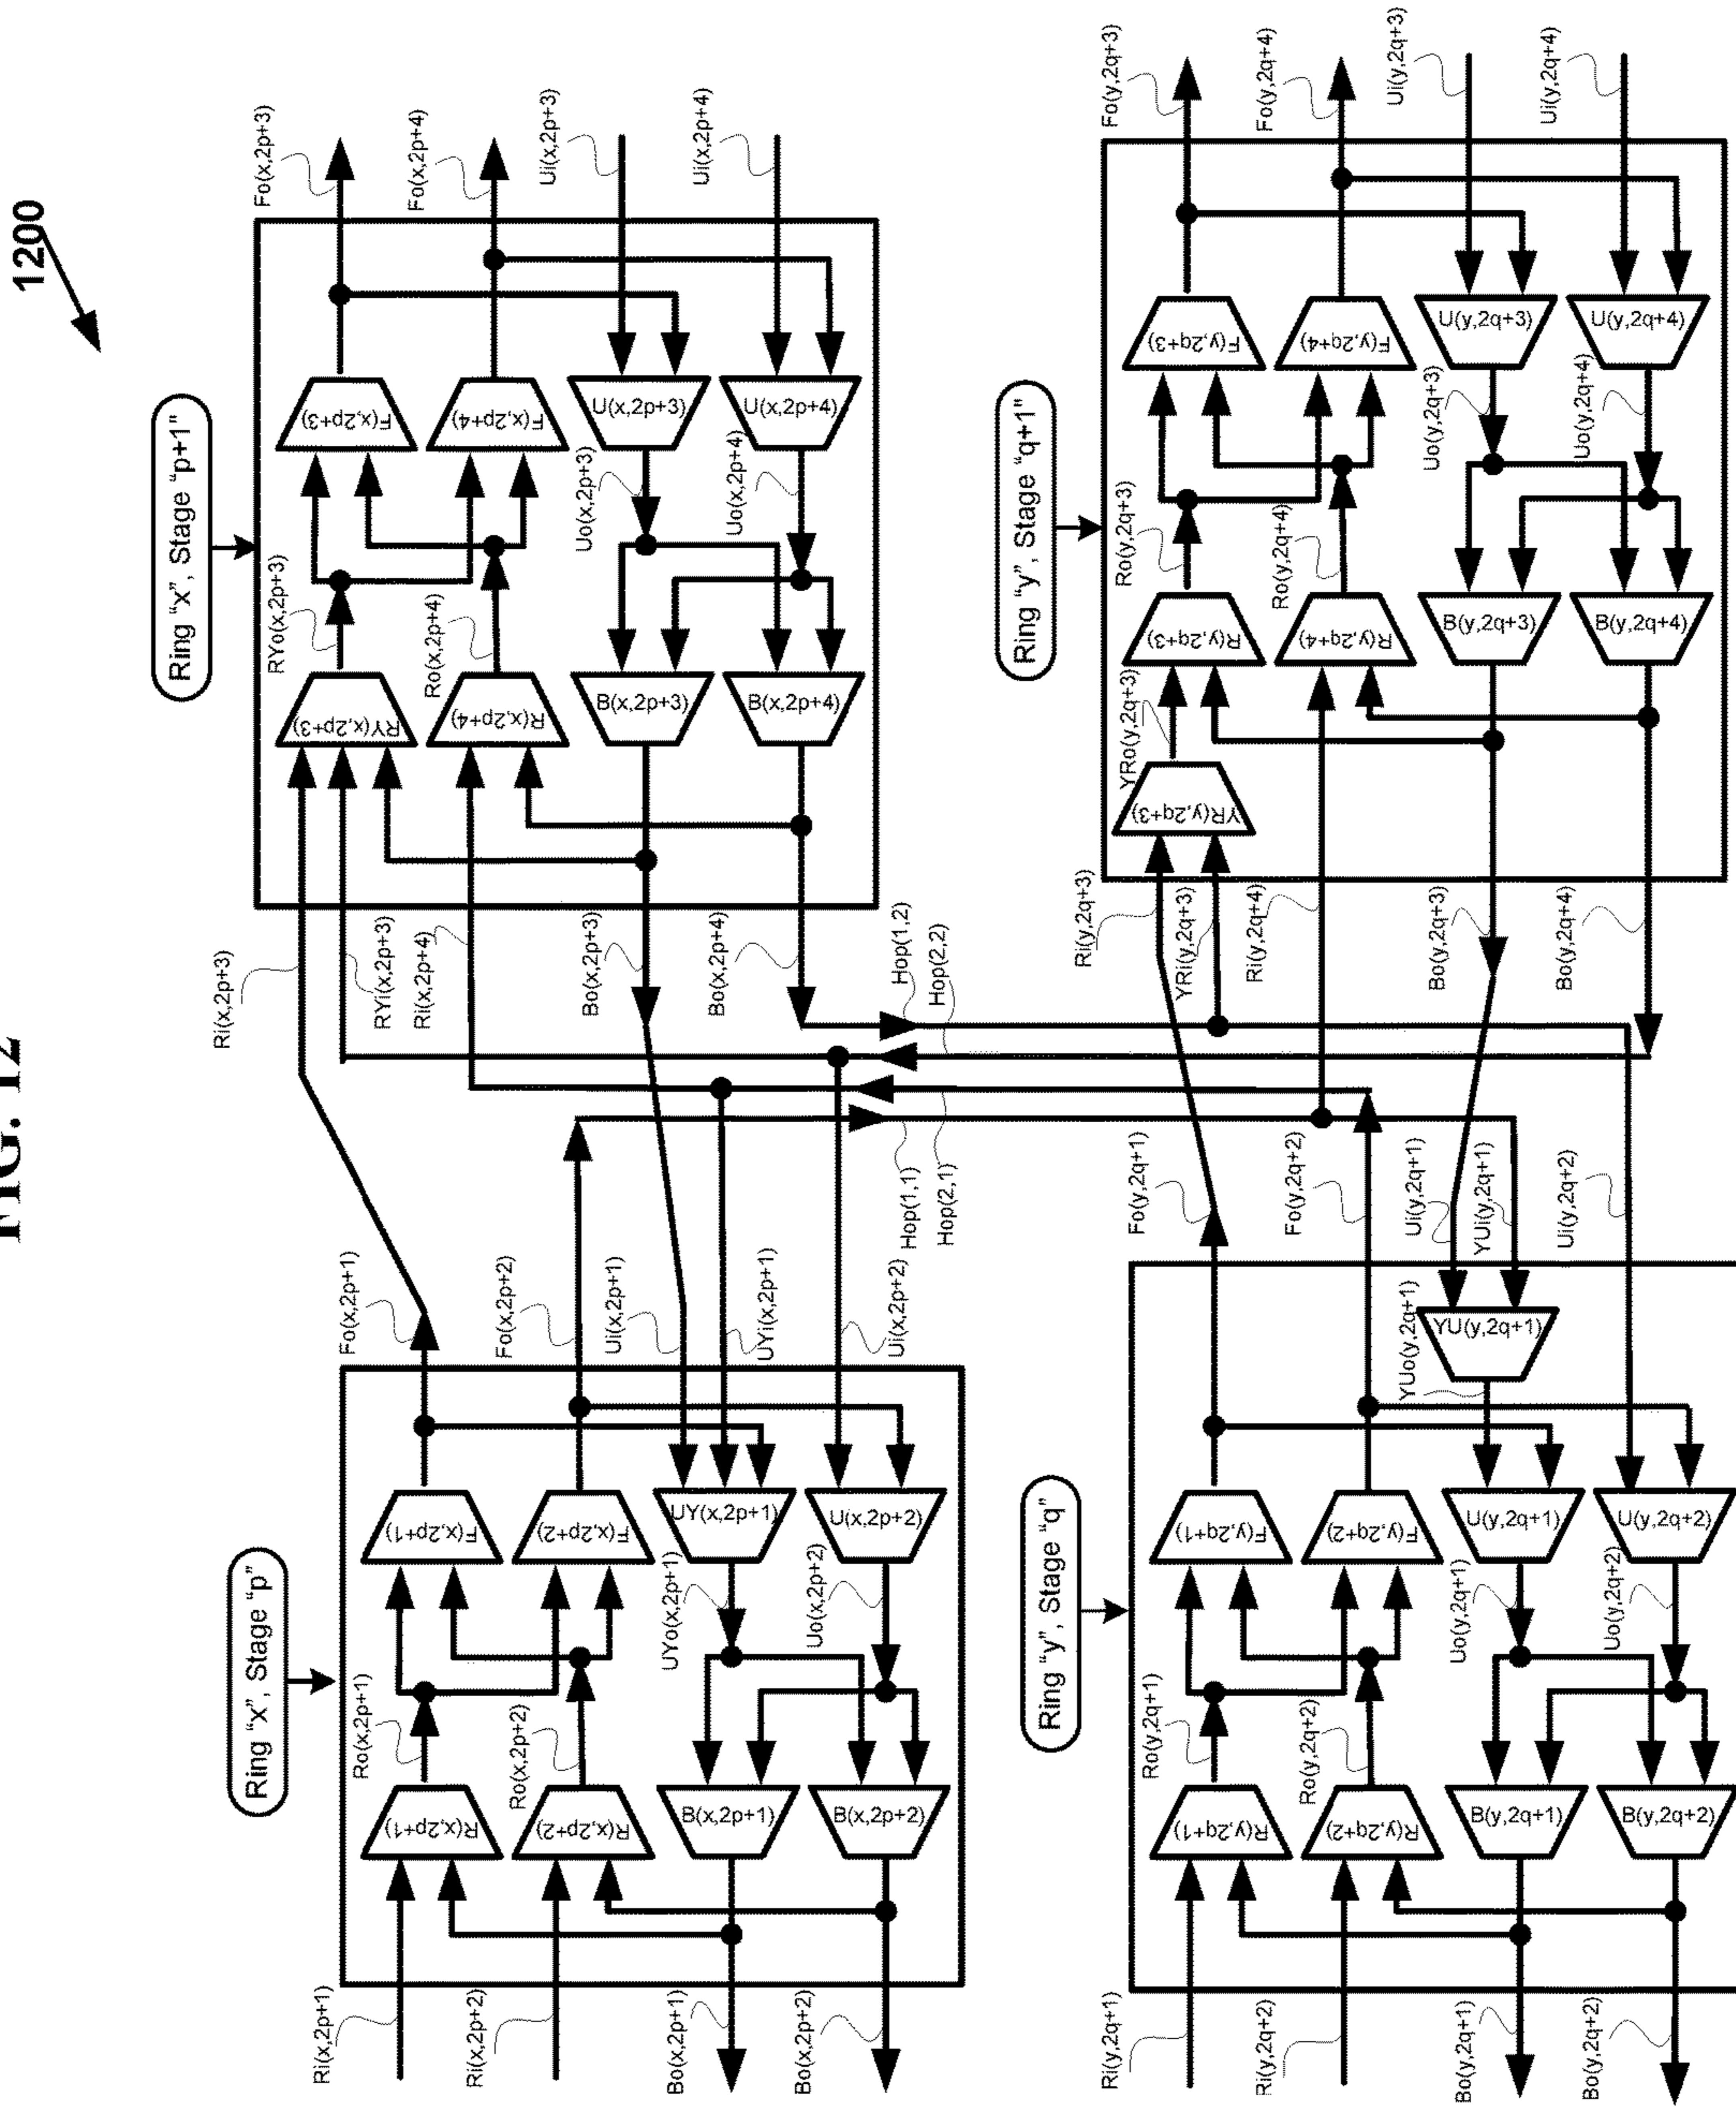 FIG. 12
1200
Ring "x", Stage "p"
Ri(x,2p+1)
Ri(x,2p+2)
Bo(x,2p+1)
Bo(x,2p+2)
R(x,2p+1)
R(x,2p+2)
B(x,2p+1)
B(x,2p+2)
Ro(x,2p+1)
Ro(x,2p+2)
UYo(x,2p+1)
Uo(x,2p+2)
F(x,2p+1)
F(x,2p+2)
UY(x,2p+1)
U(x,2p+2)
Fo(x,2p+1)
Fo(x,2p+2)
Ui(x,2p+1)
UYi(x,2p+1)
Ui(x,2p+2)
Hop(1,1)
Hop(2,1)
Ring "x", Stage "p+1"
Ri(x,2p+3)
RYi(x,2p+3)
Ri(x,2p+4)
Bo(x,2p+3)
Bo(x,2p+4)
Hop(1,2)
Hop(2,2)
RY(x,2p+3)
R(x,2p+4)
B(x,2p+3)
B(x,2p+4)
RYo(x,2p+3)
Ro(x,2p+4)
Uo(x,2p+3)
Uo(x,2p+4)
F(x,2p+3)
F(x,2p+4)
U(x,2p+3)
U(x,2p+4)
Fo(x,2p+3)
Fo(x,2p+4)
Ui(x,2p+3)
Ui(x,2p+4)
Ring "y", Stage "q"
Ri(y,2q+1)
Ri(y,2q+2)
Bo(y,2q+1)
Bo(y,2q+2)
R(y,2q+1)
R(y,2q+2)
B(y,2q+1)
B(y,2q+2)
Ro(y,2q+1)
Ro(y,2q+2)
Uo(y,2q+1)
Uo(y,2q+2)
F(y,2q+1)
F(y,2q+2)
U(y,2q+1)
U(y,2q+2)
YUo(y,2q+1)
YU(y,2q+1)
Fo(y,2q+1)
Fo(y,2q+2)
Ui(y,2q+1)
YUi(y,2q+1)
Ui(y,2q+2)
Ring "y", Stage "q+1"
Ri(y,2q+3)
YRi(y,2q+3)
Ri(y,2q+4)
Bo(y,2q+3)
Bo(y,2q+4)
YR(y,2q+3)
YRo(y,2q+3)
R(y,2q+3)
R(y,2q+4)
B(y,2q+3)
B(y,2q+4)
Ro(y,2q+3)
Ro(y,2q+4)
Uo(y,2q+3)
Uo(y,2q+4)
F(y,2q+3)
F(y,2q+4)
U(y,2q+3)
U(y,2q+4)
Fo(y,2q+3)
Fo(y,2q+4)
Ui(y,2q+3)
Ui(y,2q+4)